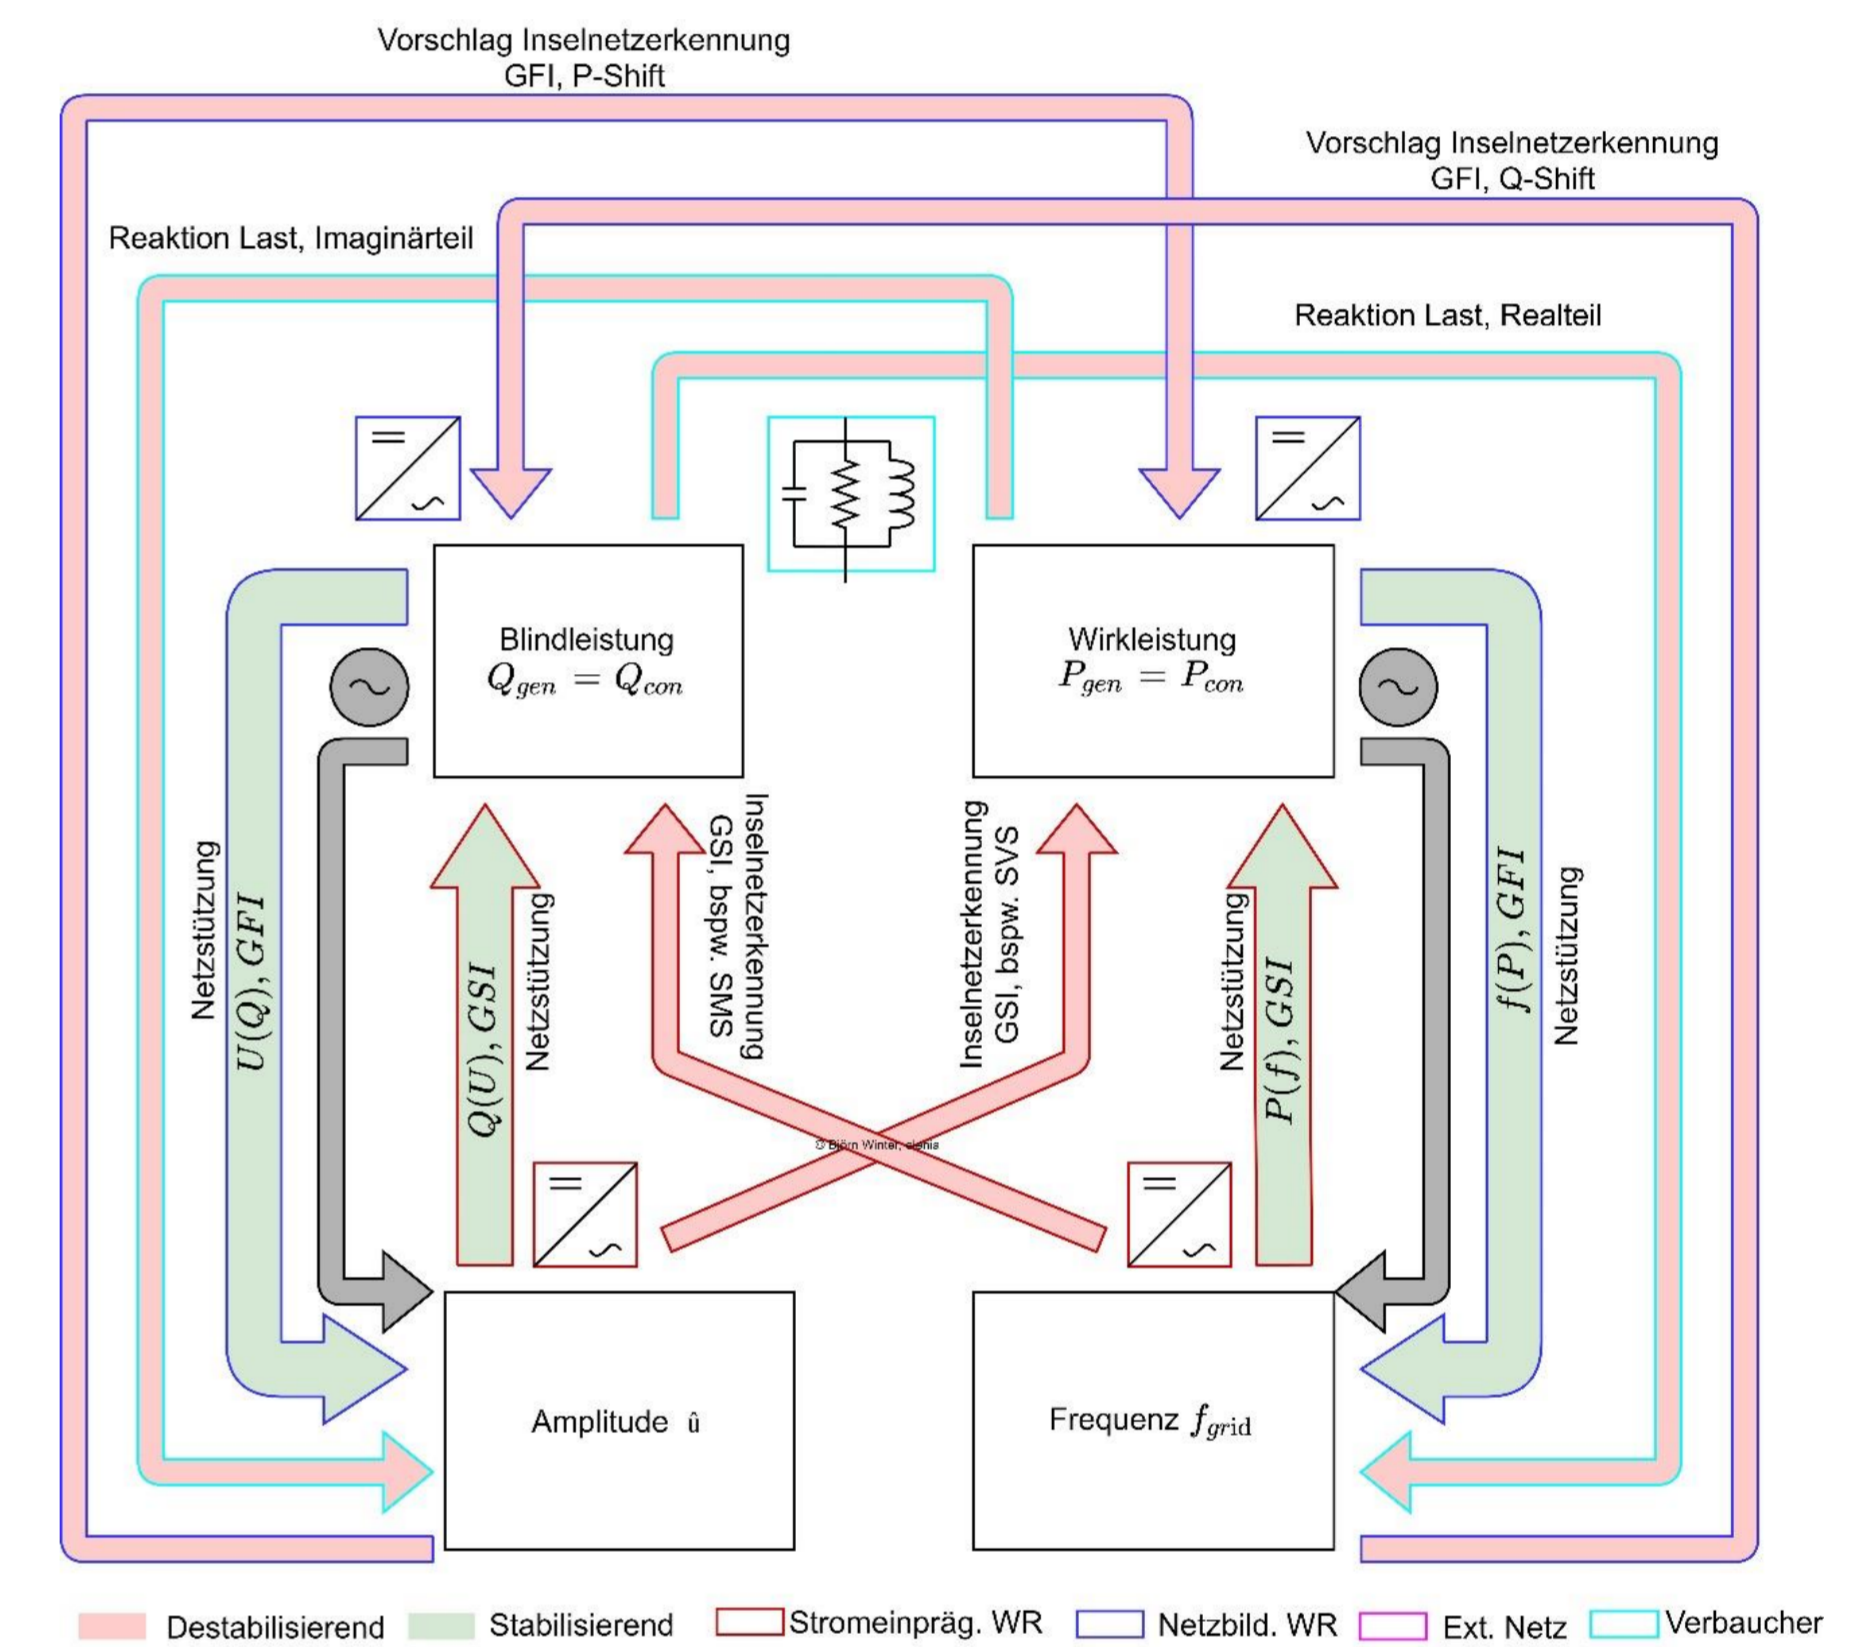 Vorschlag Inselnetzerkennung
GFI, P-Shift
Vorschlag Inselnetzerkennung
GFI, Q-Shift
Reaktion Last, Imaginärteil
Reaktion Last, Realteil
Blindleistung
Q_gen = Q_con
Wirkleistung
P_gen = P_con
Netzstützung
U(Q), GFI
Q(U), GSI
Netzstützung
Inselnetzerkennung
GSI, bspw. SMS
Inselnetzerkennung
GSI, bspw. SVS
Netzstützung
P(f), GSI
f(P), GFI
Netzstützung
© Björn Winter,
Amplitude û
Frequenz f_grid
Destabilisierend
Stabilisierend
Stromeinpräg. WR
Netzbild. WR
Ext. Netz
Verbaucher